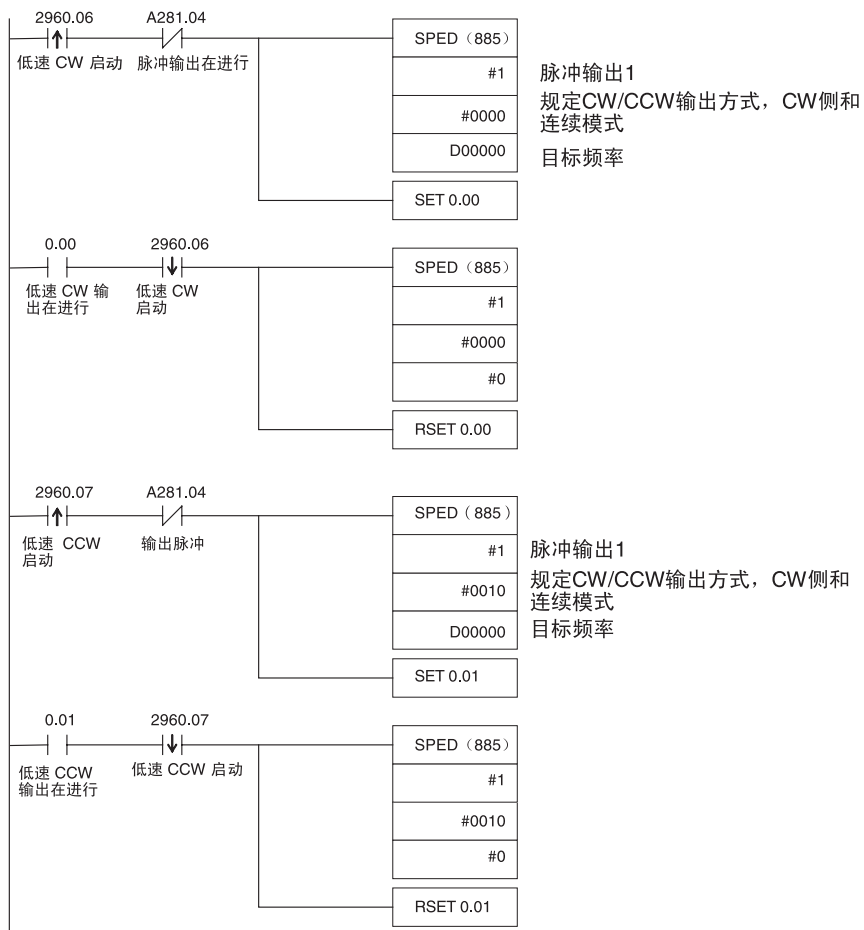 2960.06 A281.04
低速 CW 启动 脉冲输出在进行
SPED（885）
#1 脉冲输出1
#0000 规定CW/CCW输出方式，CW侧和
连续模式
D00000 目标频率
SET 0.00
0.00 2960.06
低速 CW 输
出在进行
低速 CW
启动
SPED（885）
#1
#0000
#0
RSET 0.00
2960.07 A281.04
低速 CCW
启动
输出脉冲
SPED（885）
#1 脉冲输出1
#0010 规定CW/CCW输出方式，CW侧和
连续模式
D00000 目标频率
SET 0.01
0.01 2960.07
低速 CCW
输出在进行
低速 CCW 启动
SPED（885）
#1
#0010
#0
RSET 0.01